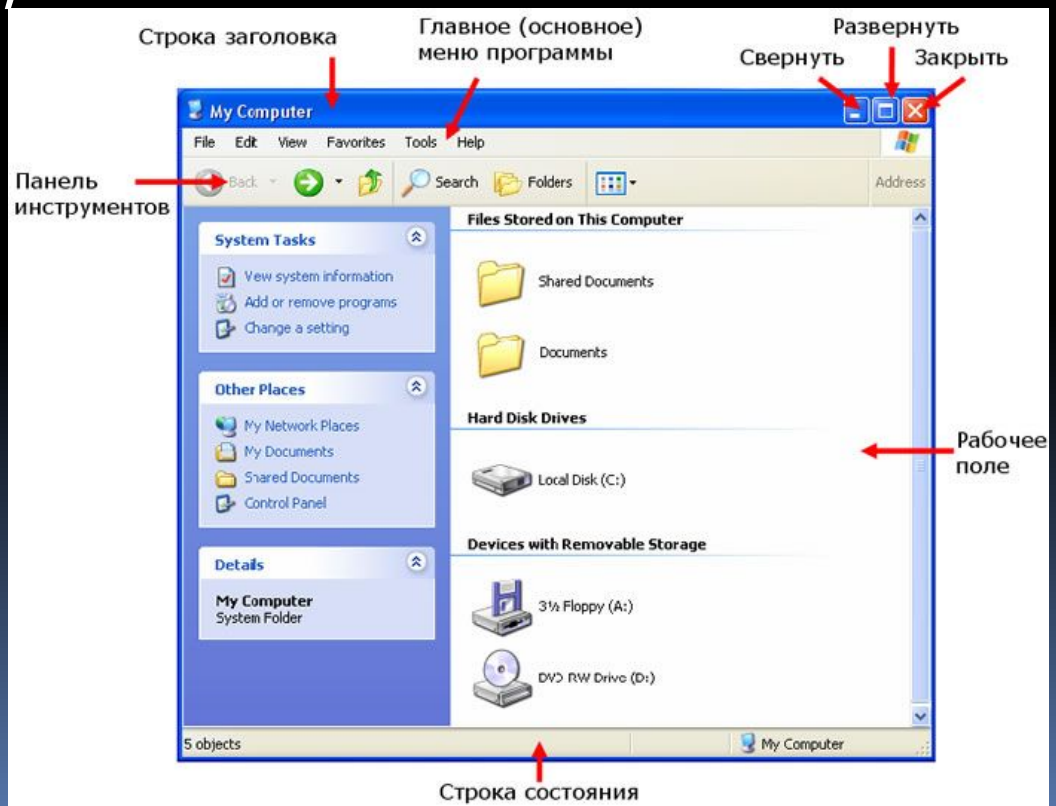 Главное (основное)
меню программы
Развернуть
Строка заголовка
Свернуть
Закрыть
My Computer
File Edit View Favorites Tools Help
Панель
инструментов
Back
Search
Folders
Address
System Tasks
View system information
Add or remove programs
Change a setting
Other Places
My Network Places
My Documents
Shared Documents
Control Panel
Details
My Computer
System Folder
Files Stored on This Computer
Shared Documents
Documents
Hard Disk Drives
Local Disk (C:)
Devices with Removable Storage
3½ Floppy (A:)
DVD RW Drive (D:)
Рабочее
поле
5 objects
My Computer
Строка состояния